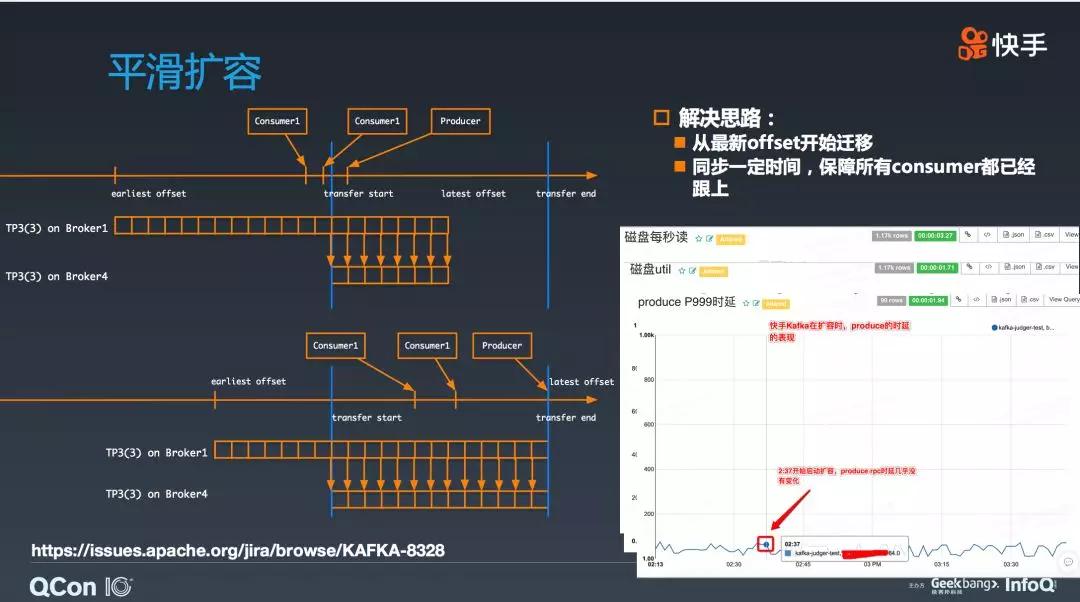 快手
平滑扩容
Consumer1
Consumer1
Producer
earliest offset
transfer start
latest offset
transfer end
TP3(3) on Broker1
TP3(3) on Broker4
Consumer1
Consumer1
Producer
earliest offset
latest offset
transfer start
transfer end
TP3(3) on Broker1
TP3(3) on Broker4
https://issues.apache.org/jira/browse/KAFKA-8328
解决思路：
从最新offset开始迁移
同步一定时间，保障所有consumer都已经
跟上
磁盘每秒读
1.17k rows
00:00:03.27
.json
.csv
View
磁盘util
1.17k rows
00:00:01.71
.json
.csv
View
produce P999时延
99 rows
00:00:01.94
.json
.csv
View Query
快手Kafka在扩容时，produce的时延
的表现
kafka-judger-test, b...
1.00k
800
600
400
200
2:37开始启动扩容，produce rpc时延几乎没
有变化
02:37
kafka-judger-test,
64.0
1.00
02:13
02:30
02:45
03 PM
03:15
03:30
QCon
主办方
Geekbang>.
极客邦科技
InfoQ